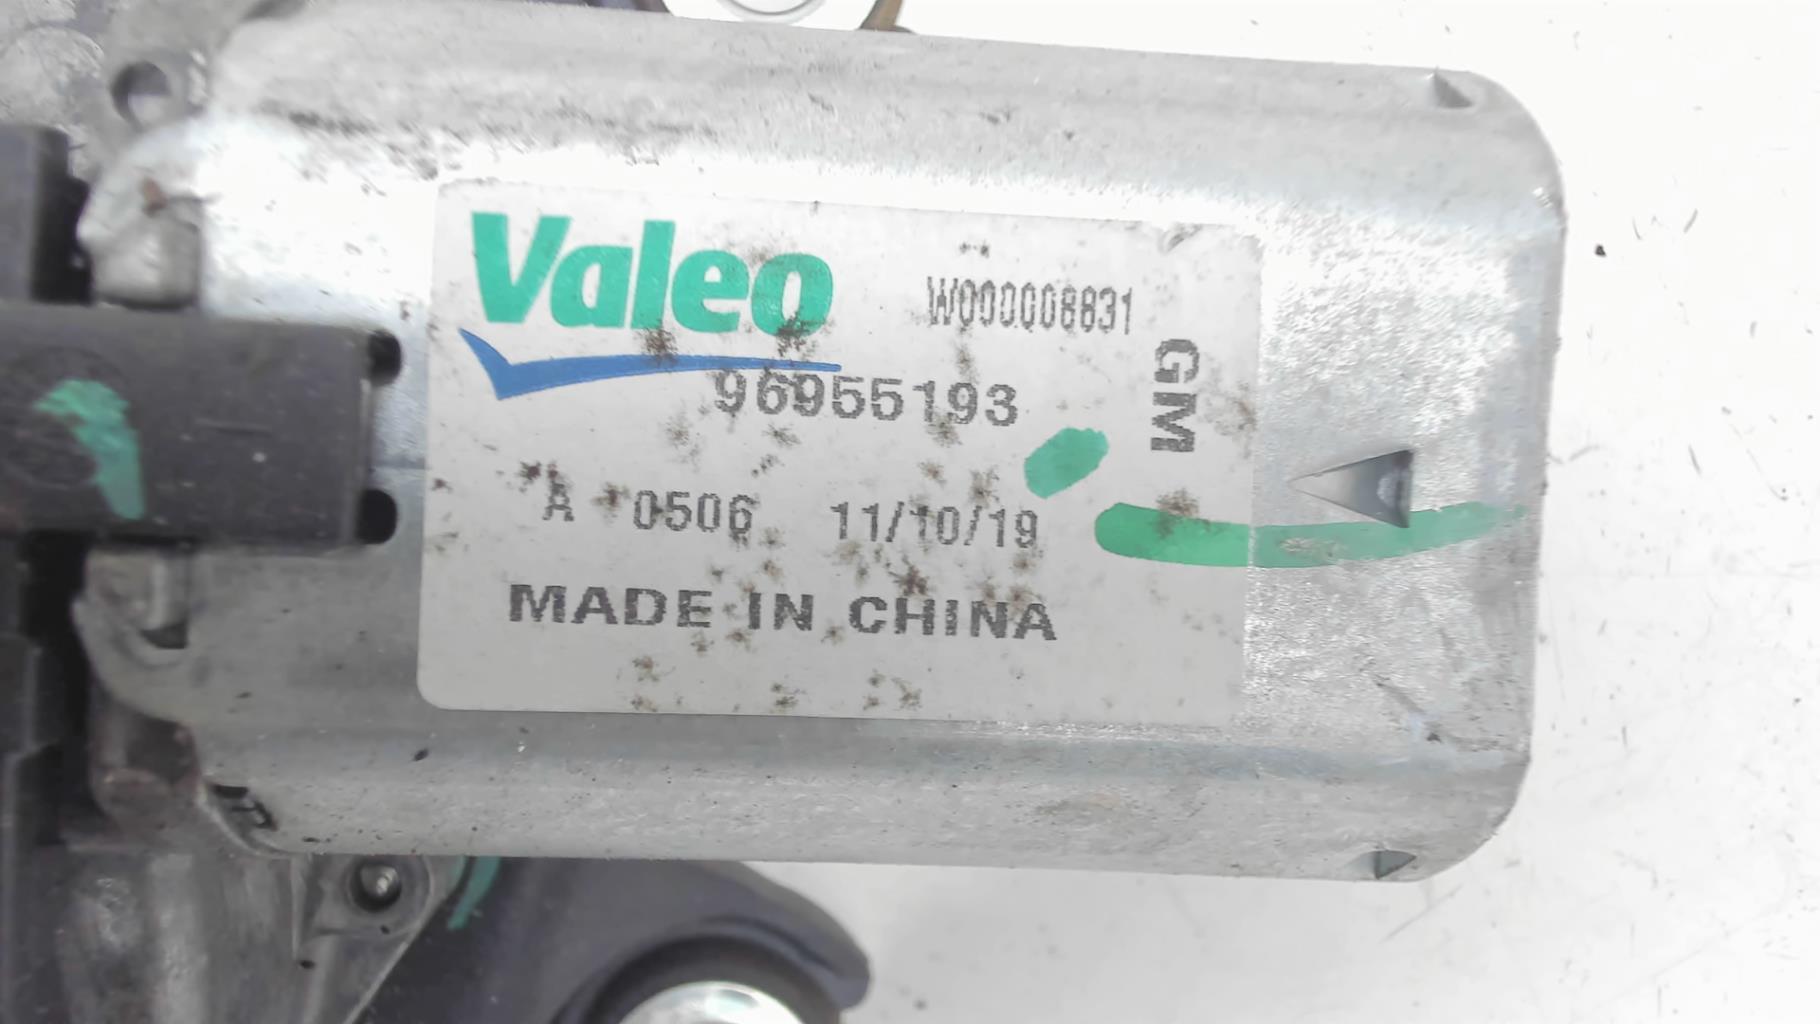 Valeo
W000008831
GM
96955193
A 0506 11/10/19
MADE IN CHINA